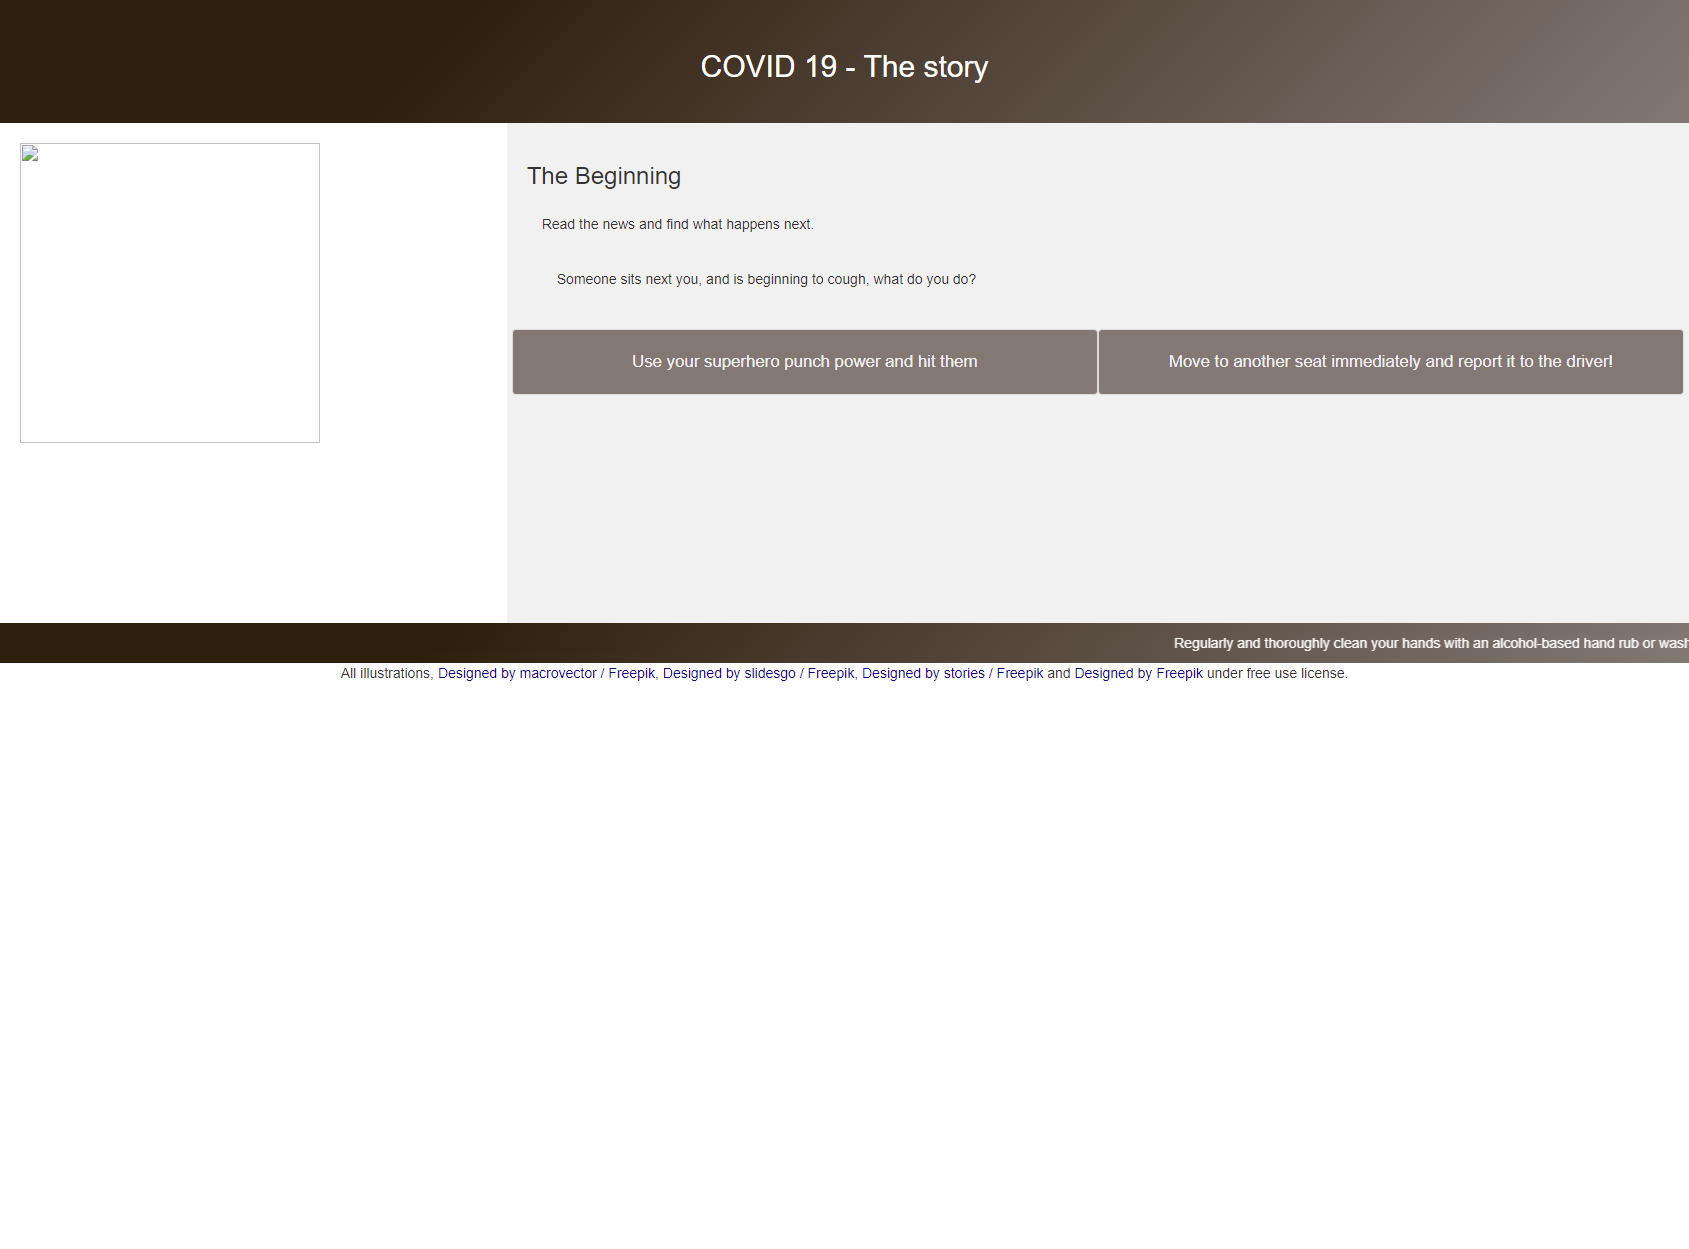 COVID 19 - The story
The Beginning
Read the news and find what happens next.
Someone sits next you, and is beginning to cough, what do you do?
Use your superhero punch power and hit them
Move to another seat immediately and report it to the driver!
Regularly and thoroughly clean your hands with an alcohol-based hand rub or wash
All illustrations, Designed by macrovector / Freepik, Designed by slidesgo / Freepik, Designed by stories / Freepik and Designed by Freepik under free use license.